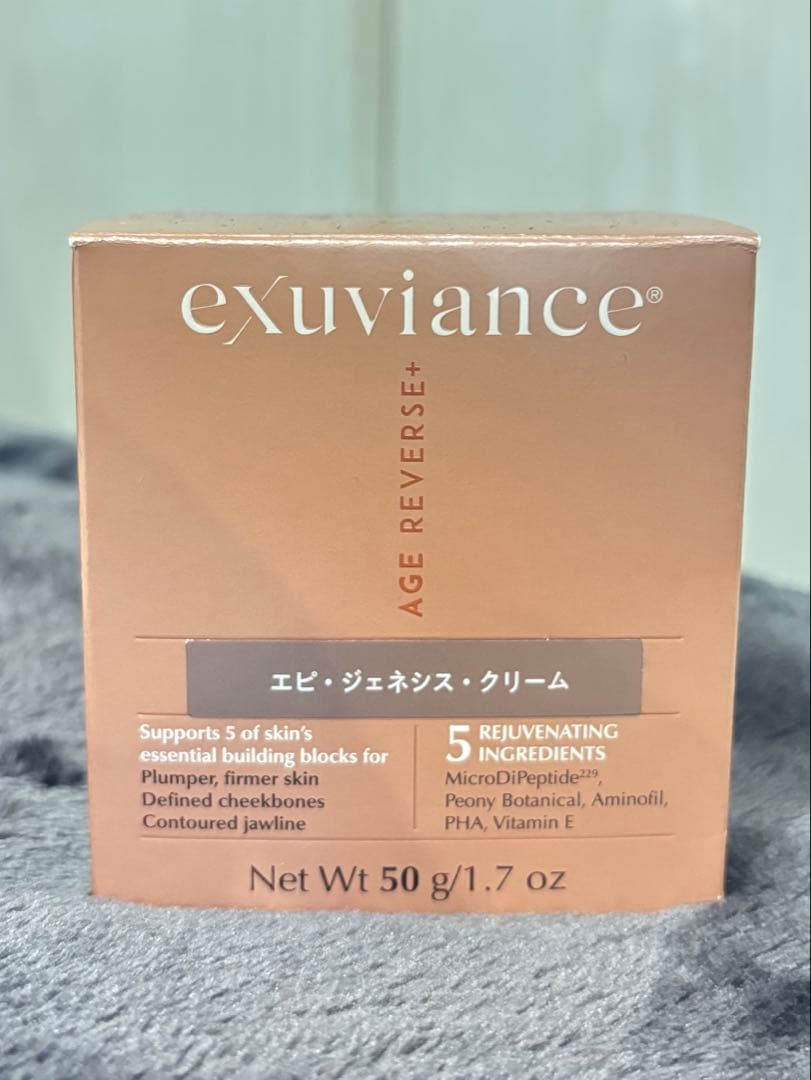 exuviance®
AGE REVERSE+
エピ・ジェネシス・クリーム
Supports 5 of skin's
essential building blocks for
Plumper, firmer skin
Defined cheekbones
Contoured jawline
5 REJUVENATING
INGREDIENTS
MicroDiPeptide²²⁹,
Peony Botanical, Aminofil,
PHA, Vitamin E
Net Wt 50 g/1.7 oz